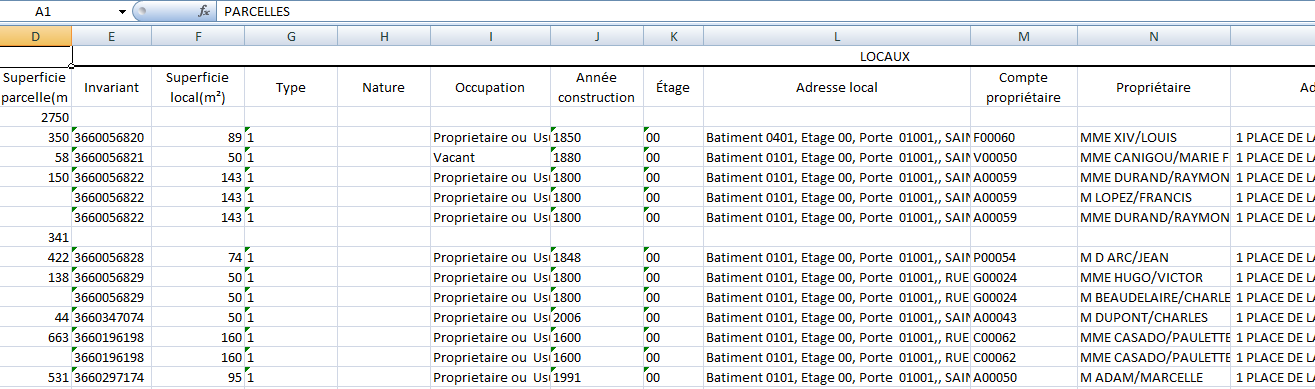 A1 fx PARCELLES
D E F G H I J K L M N
LOCAUX
Superficie parcelle(m Invariant Superficie local(m²) Type Nature Occupation Année construction Étage Adresse local Compte propriétaire Propriétaire Ad
2750
350 3660056820 89 1 Proprietaire ou Us 1850 00 Batiment 0401, Etage 00, Porte 01001,, SAIN F00060 MME XIV/LOUIS 1 PLACE DE LA
58 3660056821 50 1 Vacant 1880 00 Batiment 0101, Etage 00, Porte 01001,, SAIN V00050 MME CANIGOU/MARIE F 1 PLACE DE LA
150 3660056822 143 1 Proprietaire ou Us 1800 00 Batiment 0101, Etage 00, Porte 01001,, SAIN A00059 MME DURAND/RAYMON 1 PLACE DE LA
3660056822 143 1 Proprietaire ou Us 1800 00 Batiment 0101, Etage 00, Porte 01001,, SAIN A00059 M LOPEZ/FRANCIS 1 PLACE DE LA
3660056822 143 1 Proprietaire ou Us 1800 00 Batiment 0101, Etage 00, Porte 01001,, SAIN A00059 MME DURAND/RAYMON 1 PLACE DE LA
341
422 3660056828 74 1 Proprietaire ou Us 1848 00 Batiment 0101, Etage 00, Porte 01001,, SAIN P00054 M D ARC/JEAN 1 PLACE DE LA
138 3660056829 50 1 Proprietaire ou Us 1800 00 Batiment 0101, Etage 00, Porte 01001,, RUE G00024 MME HUGO/VICTOR 1 PLACE DE LA
3660056829 50 1 Proprietaire ou Us 1800 00 Batiment 0101, Etage 00, Porte 01001,, RUE G00024 M BEAUDELAIRE/CHARLE 1 PLACE DE LA
44 3660347074 50 1 Proprietaire ou Us 2006 00 Batiment 0101, Etage 00, Porte 01001,, SAIN A00043 M DUPONT/CHARLES 1 PLACE DE LA
663 3660196198 160 1 Proprietaire ou Us 1600 00 Batiment 0101, Etage 00, Porte 01001,, RUE C00062 MME CASADO/PAULETTE 1 PLACE DE LA
3660196198 160 1 Proprietaire ou Us 1600 00 Batiment 0101, Etage 00, Porte 01001,, RUE C00062 MME CASADO/PAULETTE 1 PLACE DE LA
531 3660297174 95 1 Proprietaire ou Us 1991 00 Batiment 0101, Etage 00, Porte 01001,, SAIN A00050 M ADAM/MARCELLE 1 PLACE DE LA